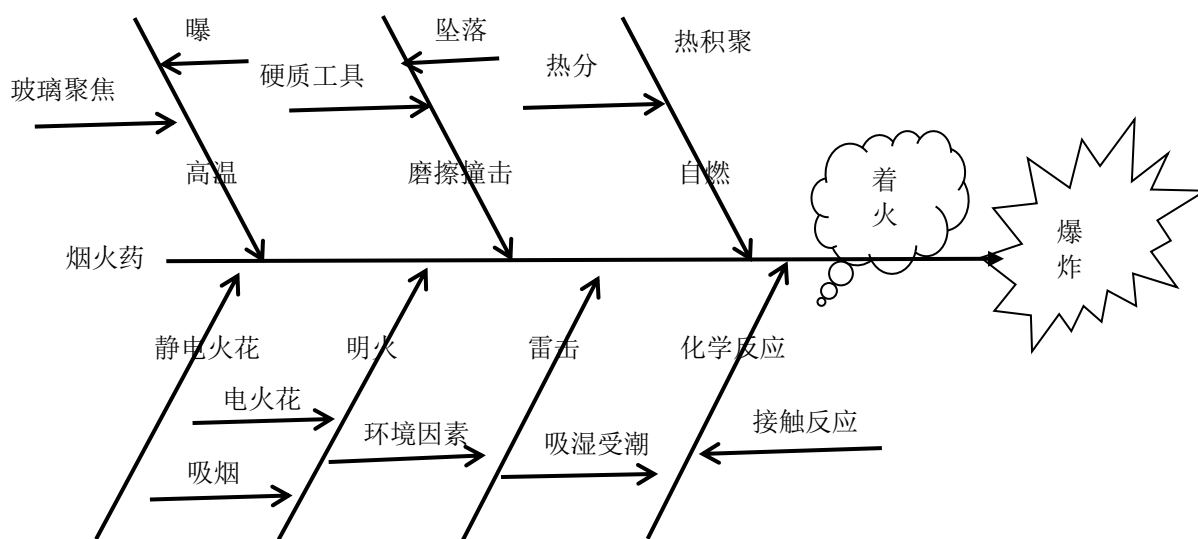 曝
坠落
热积聚
热分
硬质工具
玻璃聚焦
高温
磨擦撞击
自燃
着
火
爆
炸
烟火药
静电火花
明火
雷击
化学反应
电火花
环境因素
吸湿受潮
接触反应
吸烟